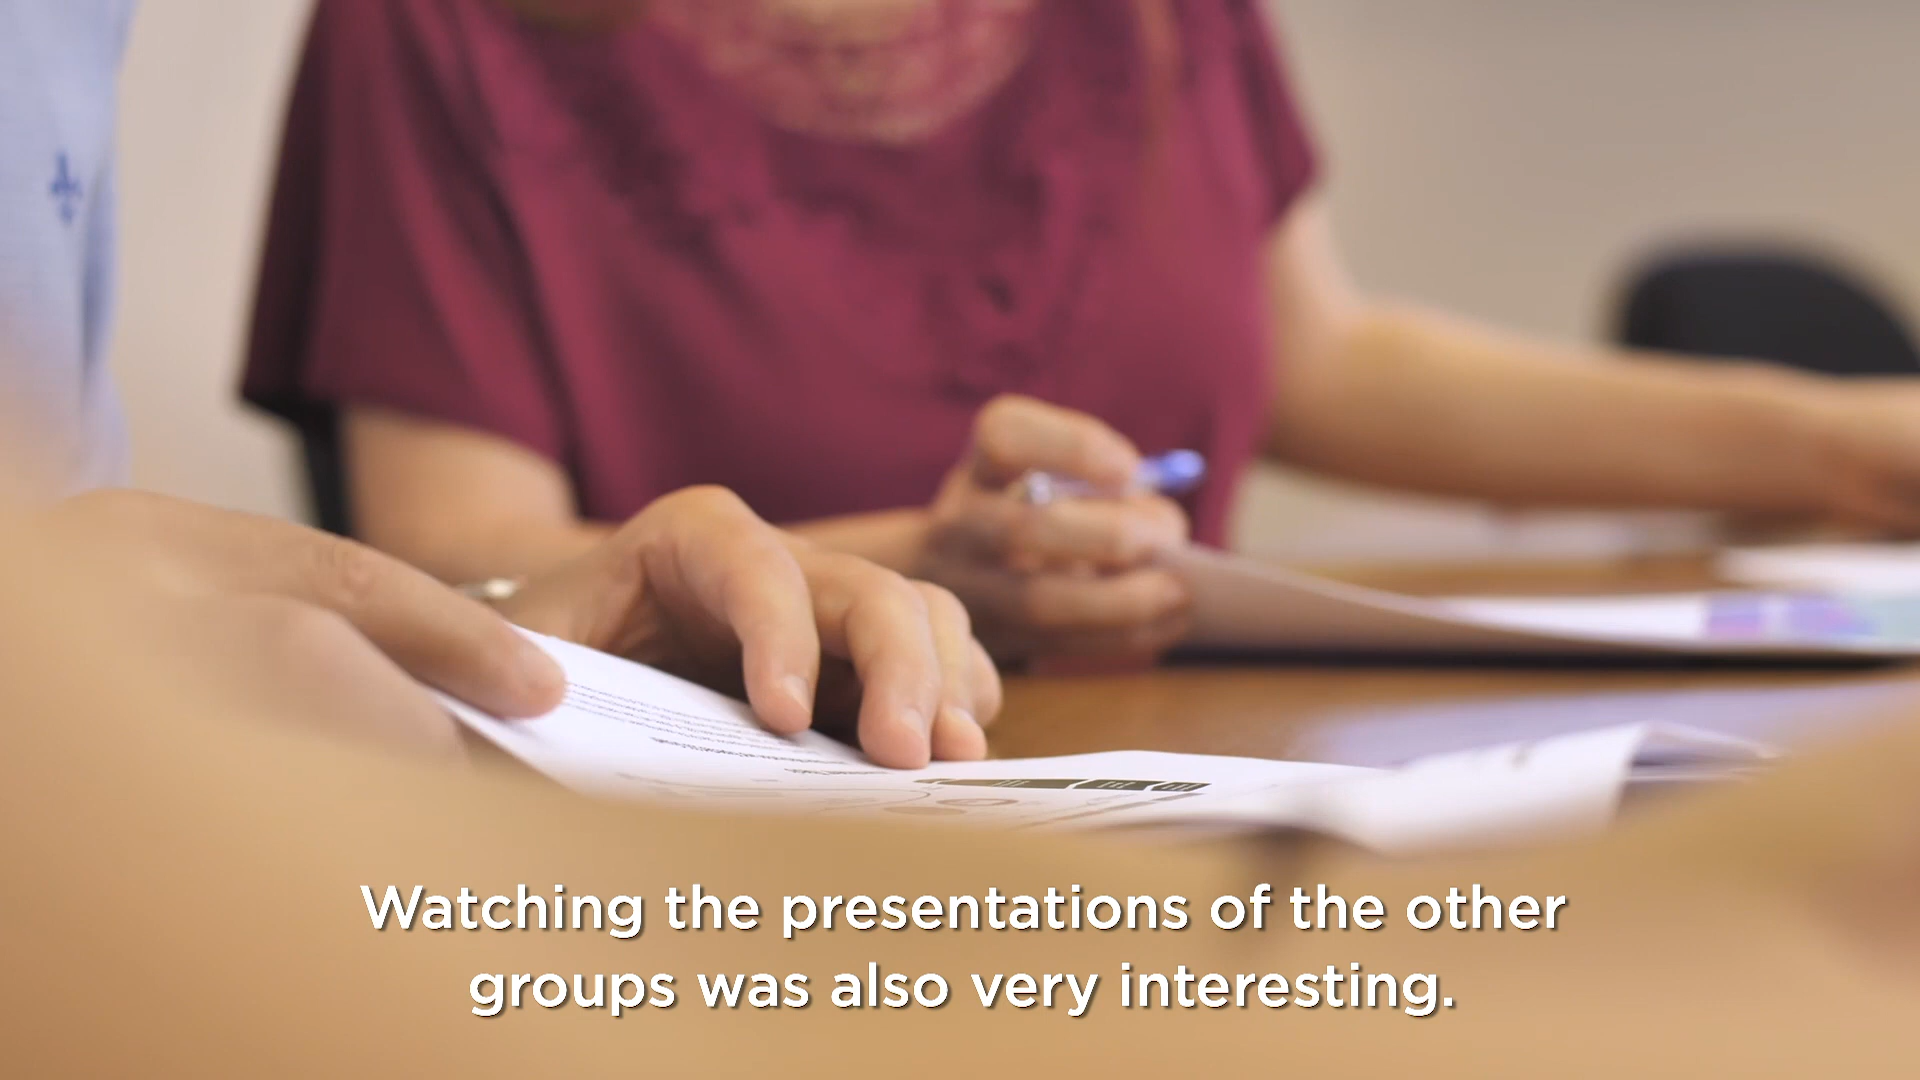 Watching the presentations of the other
groups was also very interesting.